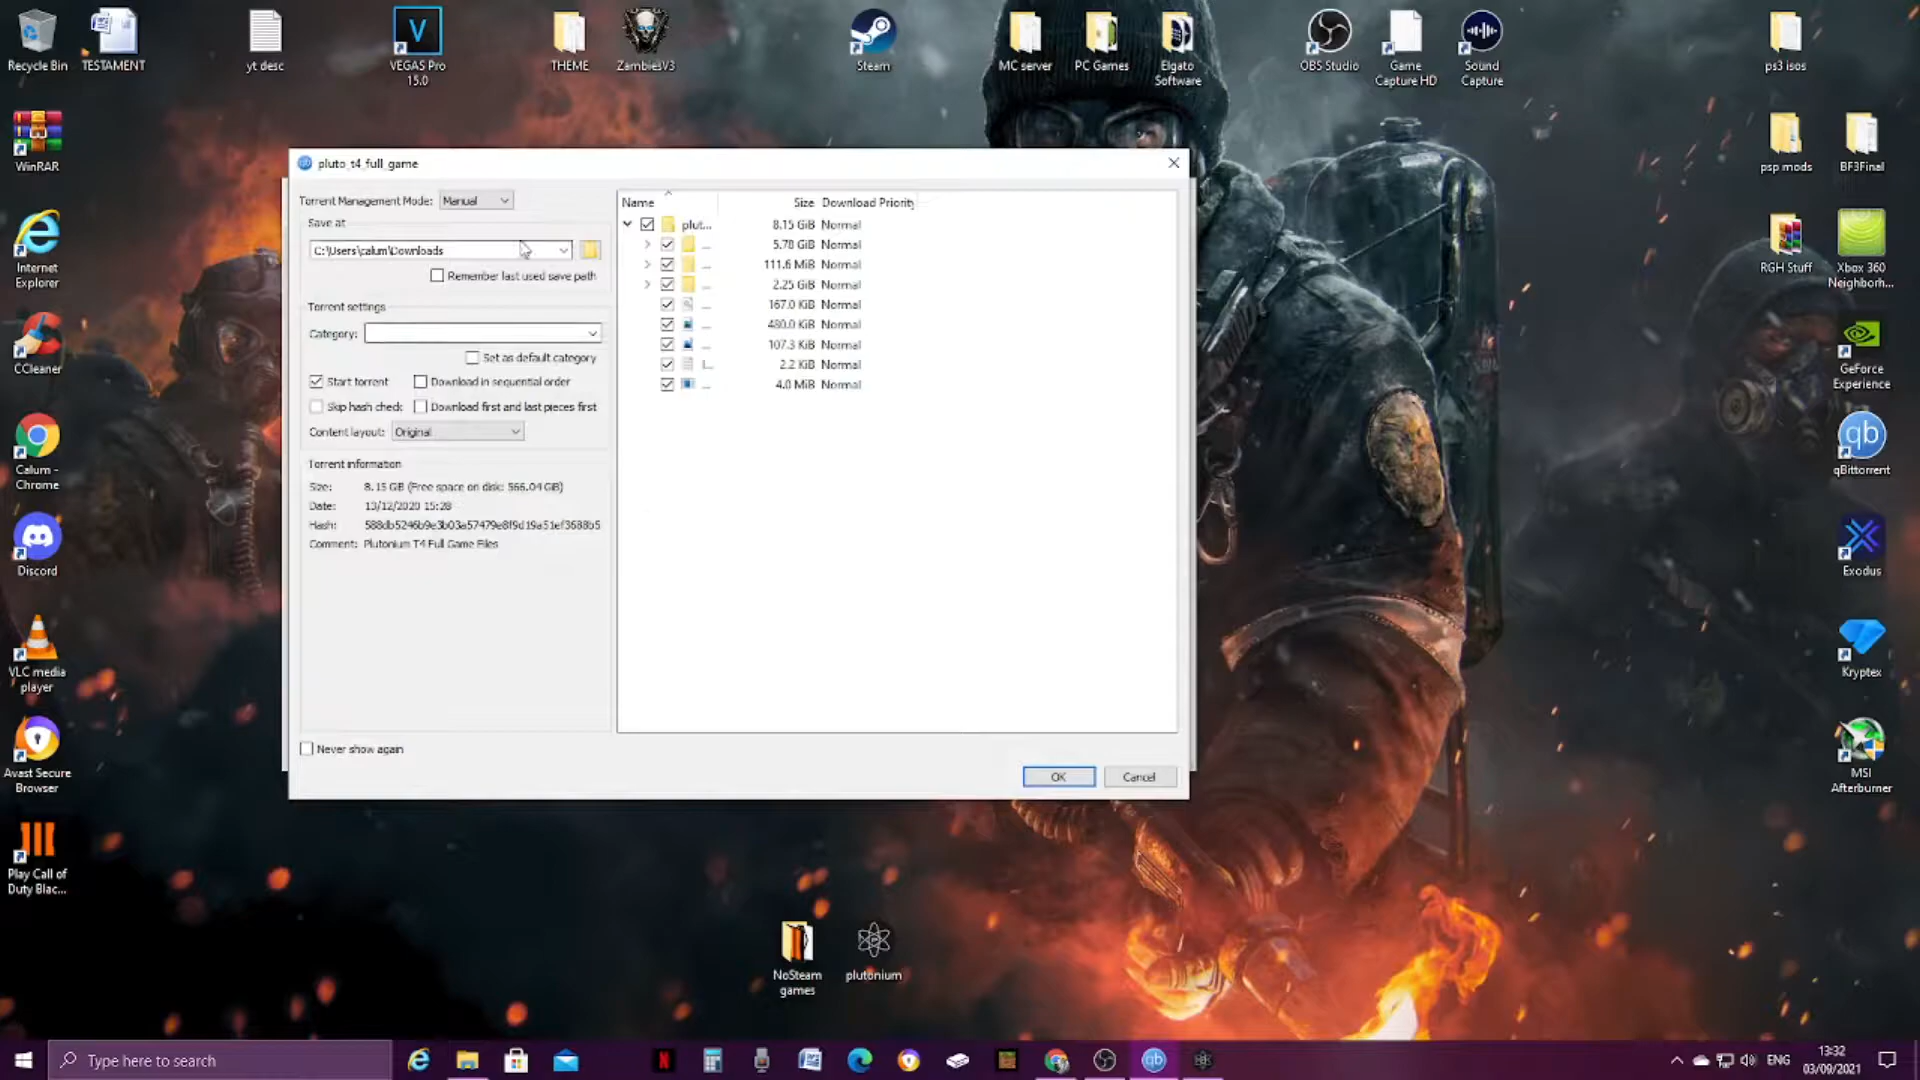 Recycle Bin
TESTAMENT
yt desc
VEGAS Pro
15.0
THEME
ZambiesV3
Steam
MC server
PC Games
Elgato
Software
OBS Studio
Game
Capture HD
Sound
Capture
ps3 isos
WinRAR
psp mods
BF3Final
Internet
Explorer
RGH Stuff
Xbox 360
Neighborh...
CCleaner
GeForce
Experience
Calum -
Chrome
qBittorrent
Discord
Exodus
VLC media
player
Kryptex
Avast Secure
Browser
MSI
Afterburner
Play Call of
Duty Blac...
NoSteam
games
plutonium
pluto_t4_full_game
Torrent Management Mode: Manual
Save at
C:\Users\calum\Downloads
Remember last used save path
Torrent settings
Category:
Set as default category
Start torrent
Download in sequential order
Skip hash check
Download first and last pieces first
Content layout: Original
Torrent information
Size: 8.15 GiB (Free space on disk: 566.04 GiB)
Date: 13/12/2020 15:28
Hash: 588db5246b9e3b03a57479e8f9d19a51ef3688b5
Comment: Plutonium T4 Full Game Files
Never show again
Name Size Download Priority
plut... 8.15 GiB Normal
... 5.78 GiB Normal
... 111.6 MiB Normal
... 2.25 GiB Normal
... 167.0 KiB Normal
... 480.0 KiB Normal
... 107.3 KiB Normal
l... 2.2 KiB Normal
... 4.0 MiB Normal
OK
Cancel
Type here to search
ENG
13:32
03/09/2021